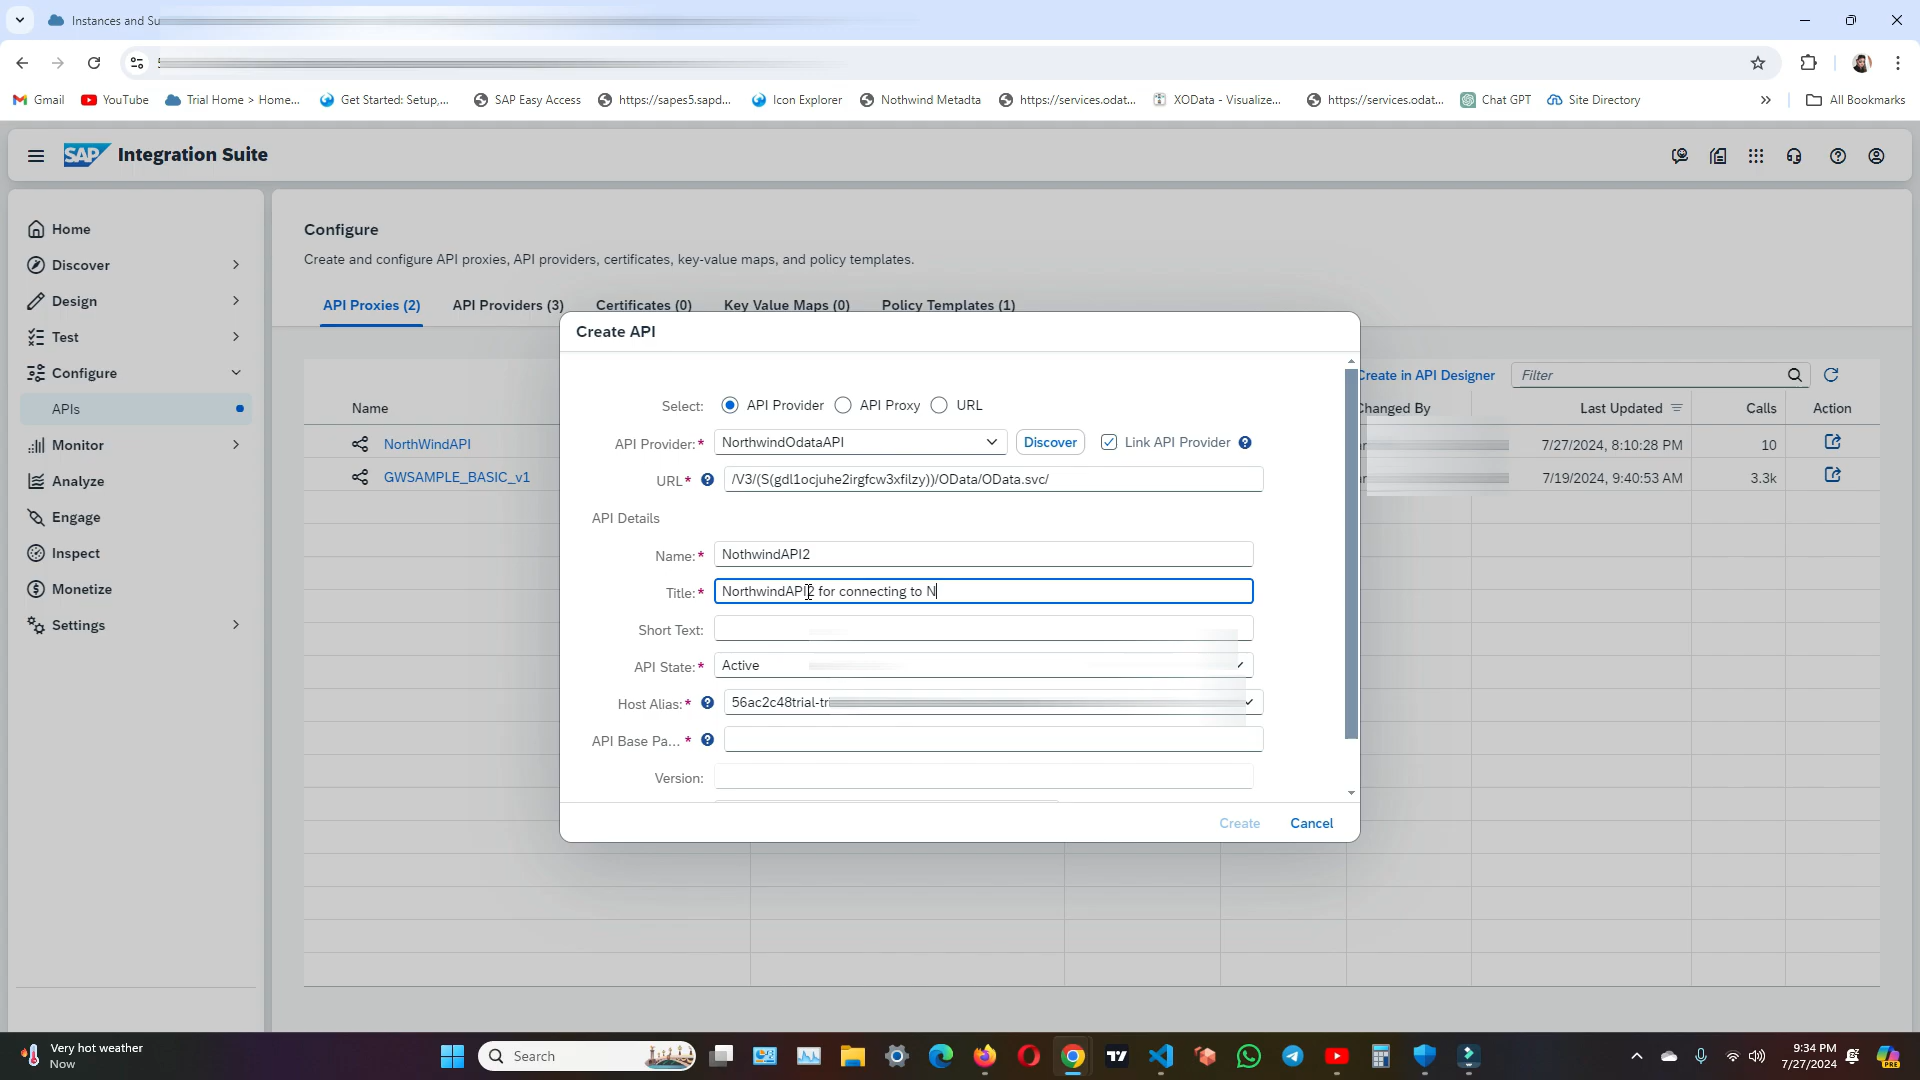 Instances and Su
Gmail YouTube Trial Home > Home... Get Started: Setup,... SAP Easy Access https://sapes5.sapd... Icon Explorer Nothwind Metadta https://services.odat... XOData - Visualize... https://services.odat... Chat GPT Site Directory » All Bookmarks
SAP Integration Suite
Home
Discover
Design
Test
Configure
APIs
Monitor
Analyze
Engage
Inspect
Monetize
Settings
Configure
Create and configure API proxies, API providers, certificates, key-value maps, and policy templates.
API Proxies (2) API Providers (3) Certificates (0) Key Value Maps (0) Policy Templates (1)
Create in API Designer Filter
Name Changed By Last Updated Calls Action
NorthWindAPI 7/27/2024, 8:10:28 PM 10
GWSAMPLE_BASIC_v1 7/19/2024, 9:40:53 AM 3.3k
Create API
Select: API Provider API Proxy URL
API Provider:* NorthwindOdataAPI Discover Link API Provider
URL* /V3/(S(gdl1ocjuhe2irgfcw3xfilzy))/OData/OData.svc/
API Details
Name:* NothwindAPI2
Title:* NorthwindAPI2 for connecting to N
Short Text:
API State:* Active
Host Alias:* 56ac2c48trial-tri
API Base Pa... *
Version:
Create Cancel
Very hot weather
Now
Search
9:34 PM
7/27/2024
PRE